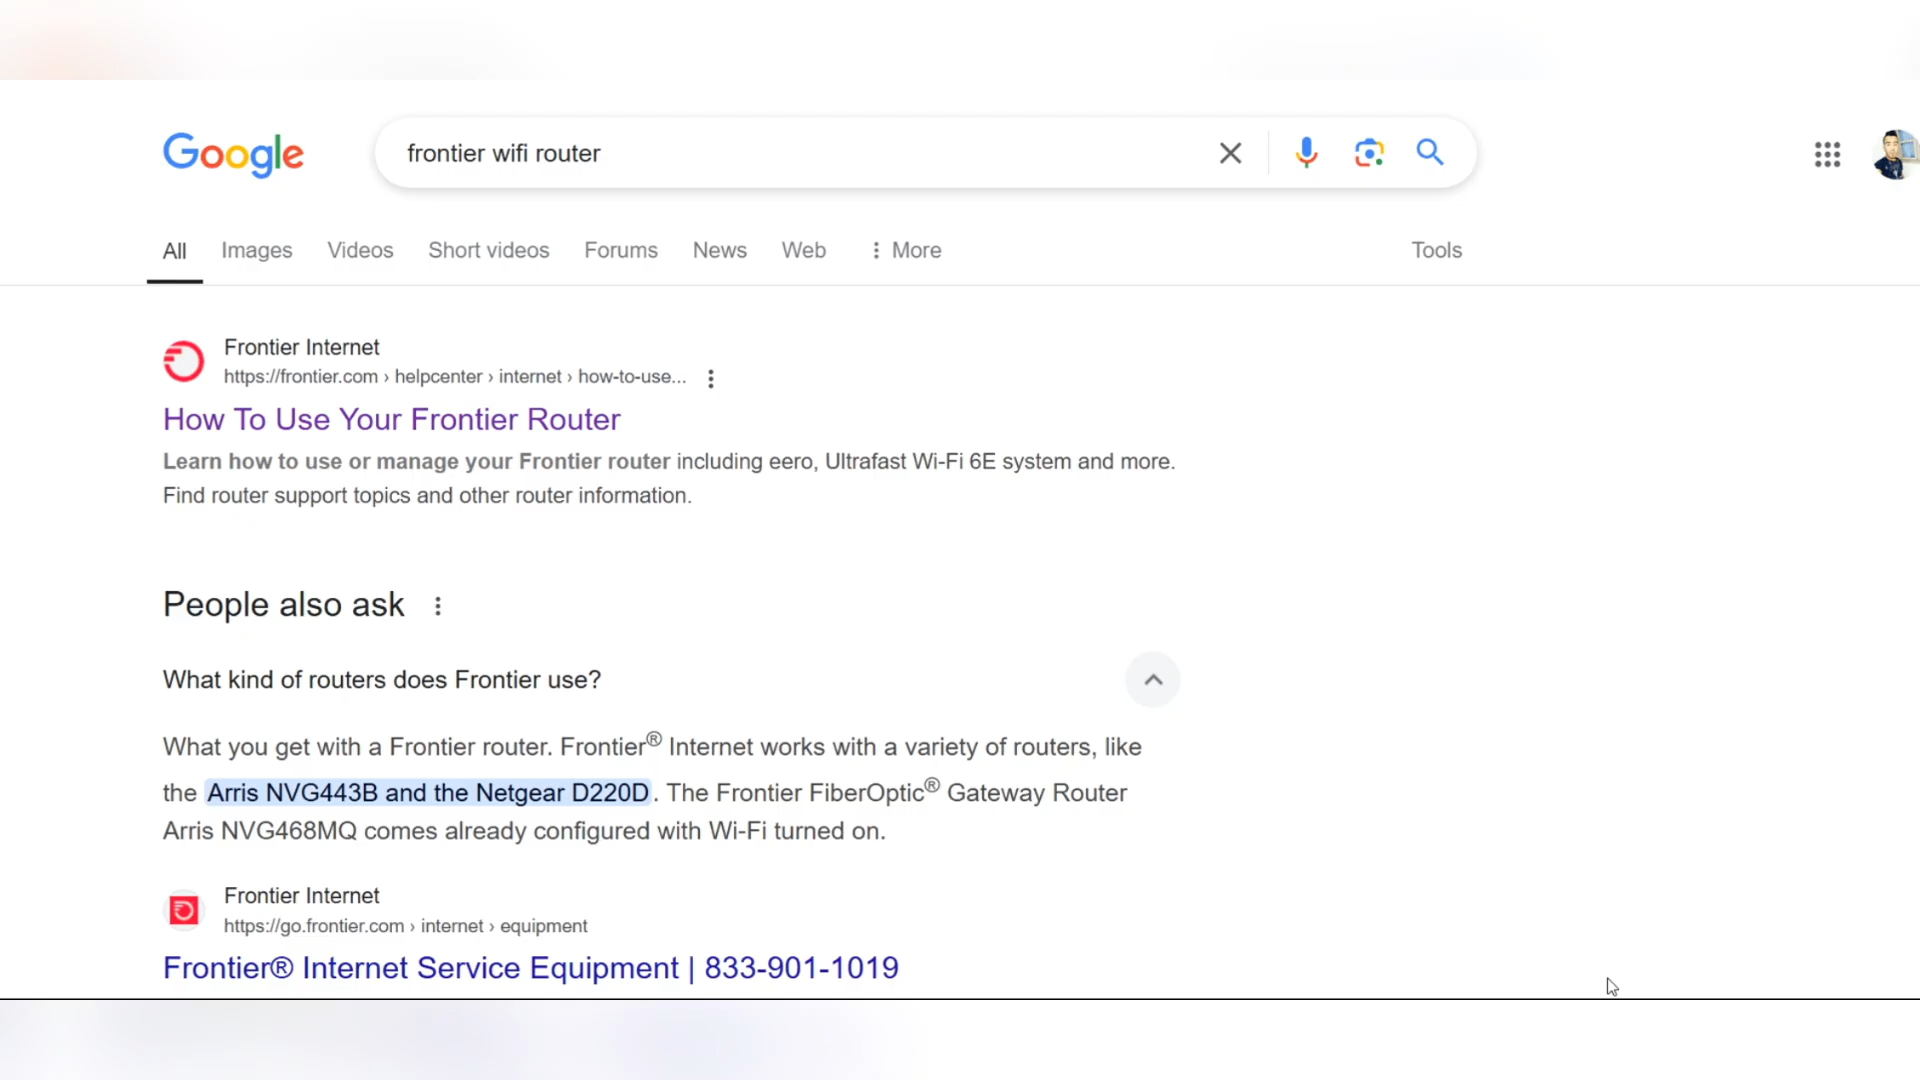 Google
frontier wifi router
All Images Videos Short videos Forums News Web More Tools
Frontier Internet
https://frontier.com › helpcenter › internet › how-to-use...
How To Use Your Frontier Router
Learn how to use or manage your Frontier router including eero, Ultrafast Wi-Fi 6E system and more.
Find router support topics and other router information.
People also ask
What kind of routers does Frontier use?
What you get with a Frontier router. Frontier® Internet works with a variety of routers, like
the Arris NVG443B and the Netgear D220D. The Frontier FiberOptic® Gateway Router
Arris NVG468MQ comes already configured with Wi-Fi turned on.
Frontier Internet
https://go.frontier.com › internet › equipment
Frontier® Internet Service Equipment | 833-901-1019